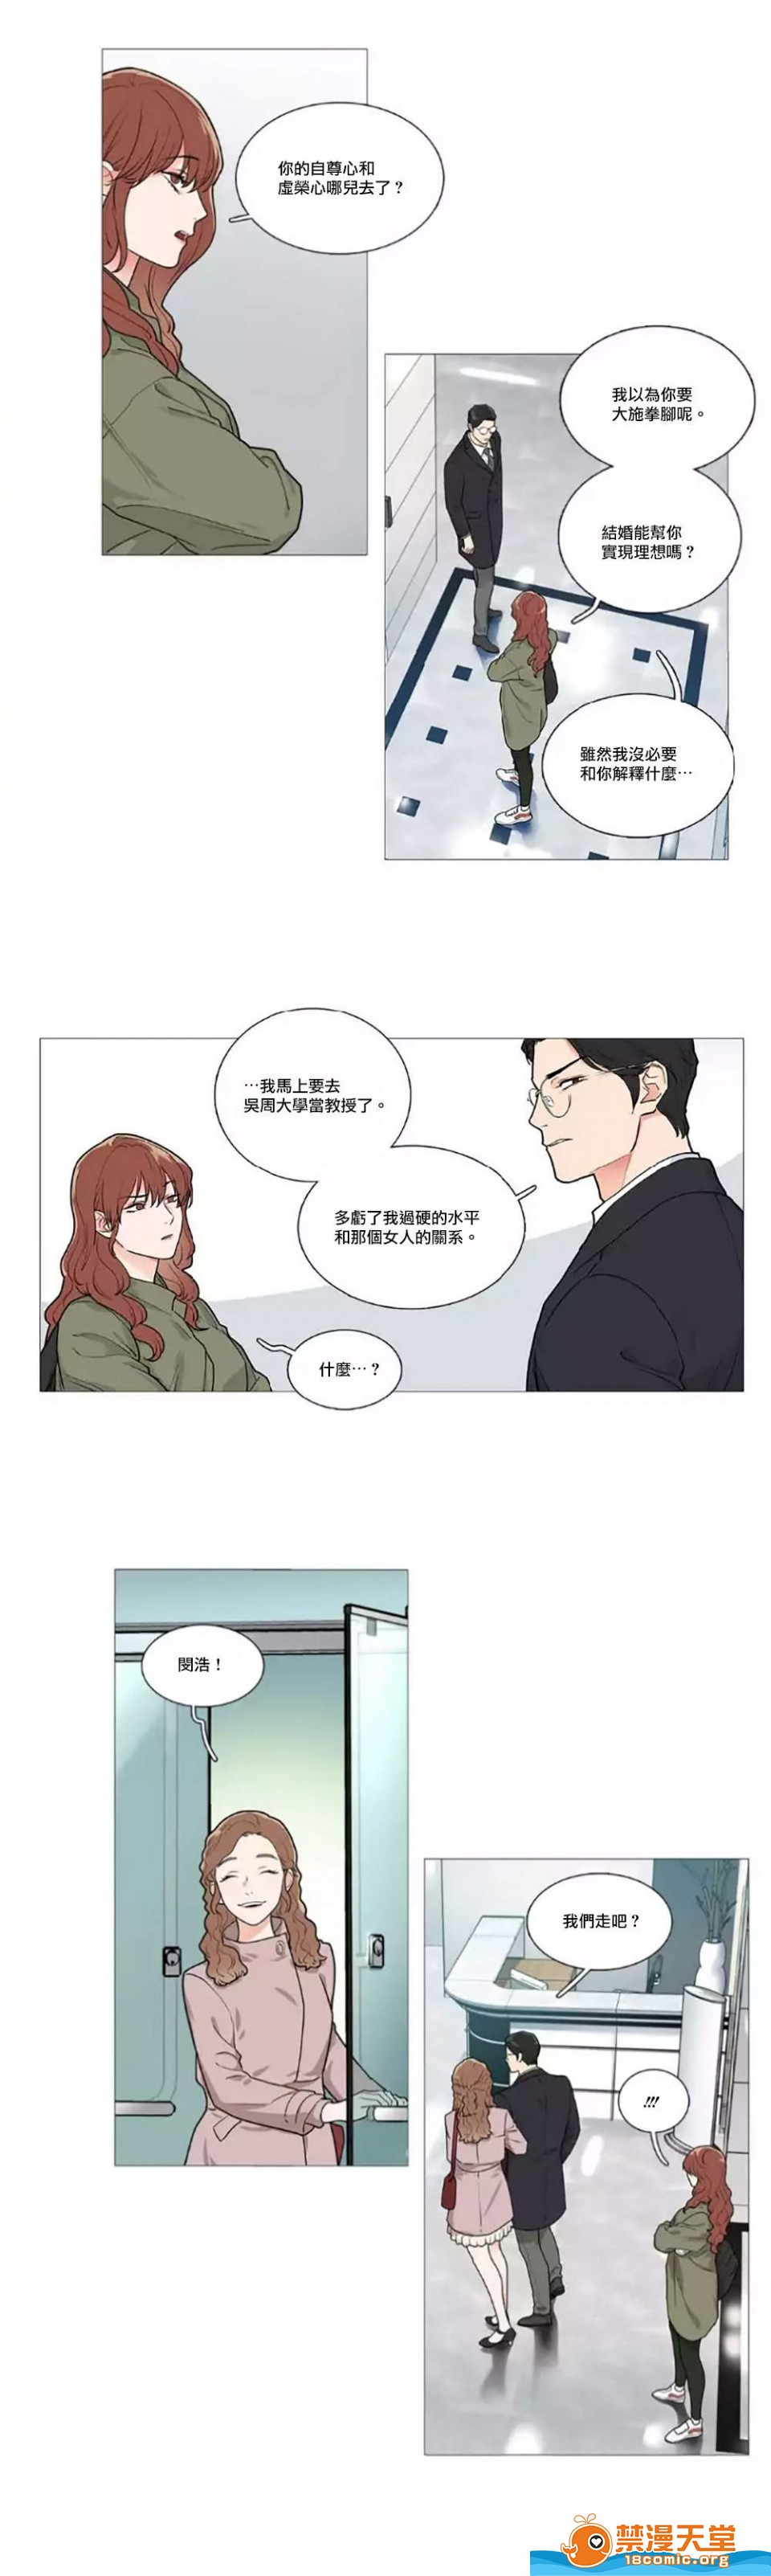 你的自尊心和
虛榮心哪兒去了？
我以為你要
大施拳腳呢。
結婚能幫你
實現理想嗎？
雖然我沒必要
和你解釋什麼…
…我馬上要去
吳周大學當教授了。
多虧了我過硬的水平
和那個女人的關系。
什麼…？
閔浩！
我們走吧？
!!!
禁漫天堂
18comic.org